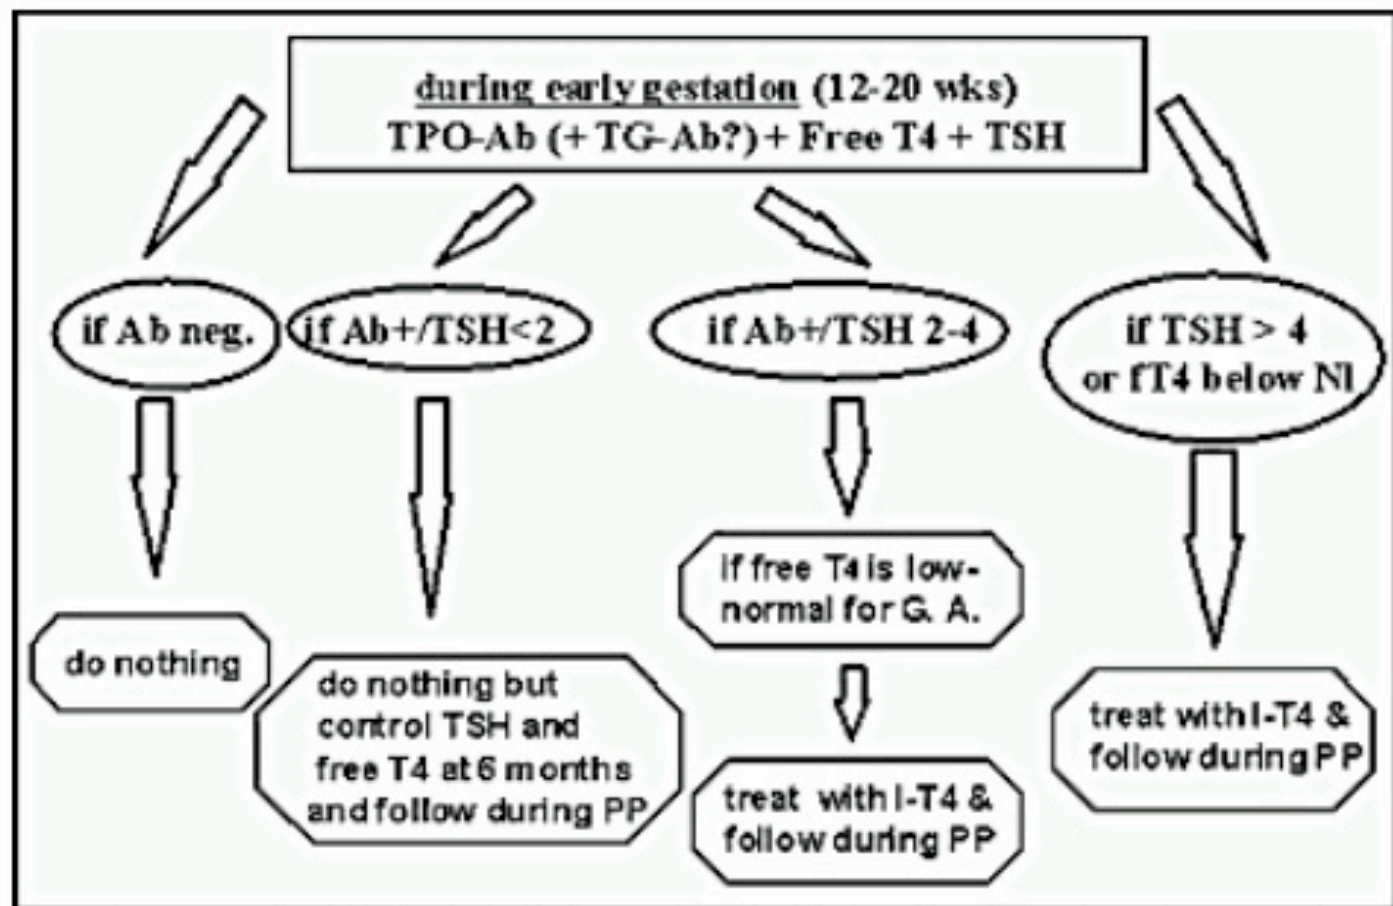 during early gestation (12-20 wks)
TPO-Ab (+ TG-Ab?) + Free T4 + TSH
if Ab neg.
if Ab+/TSH<2
if Ab+/TSH 2-4
if TSH > 4
or fT4 below Nl
do nothing
do nothing but
control TSH and
free T4 at 6 months
and follow during PP
if free T4 is low-
normal for G. A.
treat with l-T4 &
follow during PP
treat with l-T4 &
follow during PP